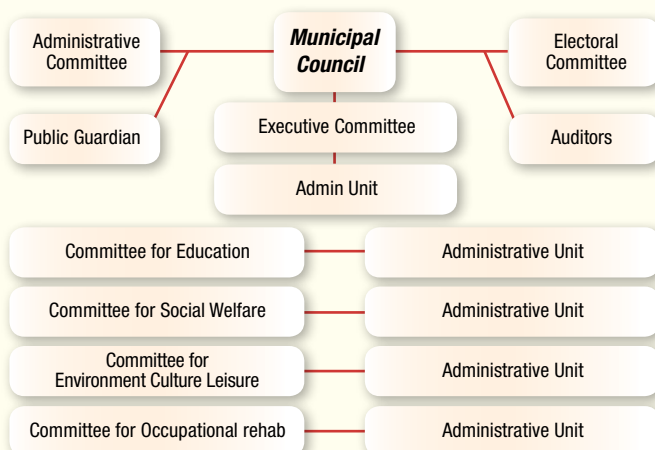 Administrative
Committee
Municipal
Council
Electoral
Committee
Public Guardian
Executive Committee
Auditors
Admin Unit
Committee for Education
Administrative Unit
Committee for Social Welfare
Administrative Unit
Committee for
Environment Culture Leisure
Administrative Unit
Committee for Occupational rehab
Administrative Unit